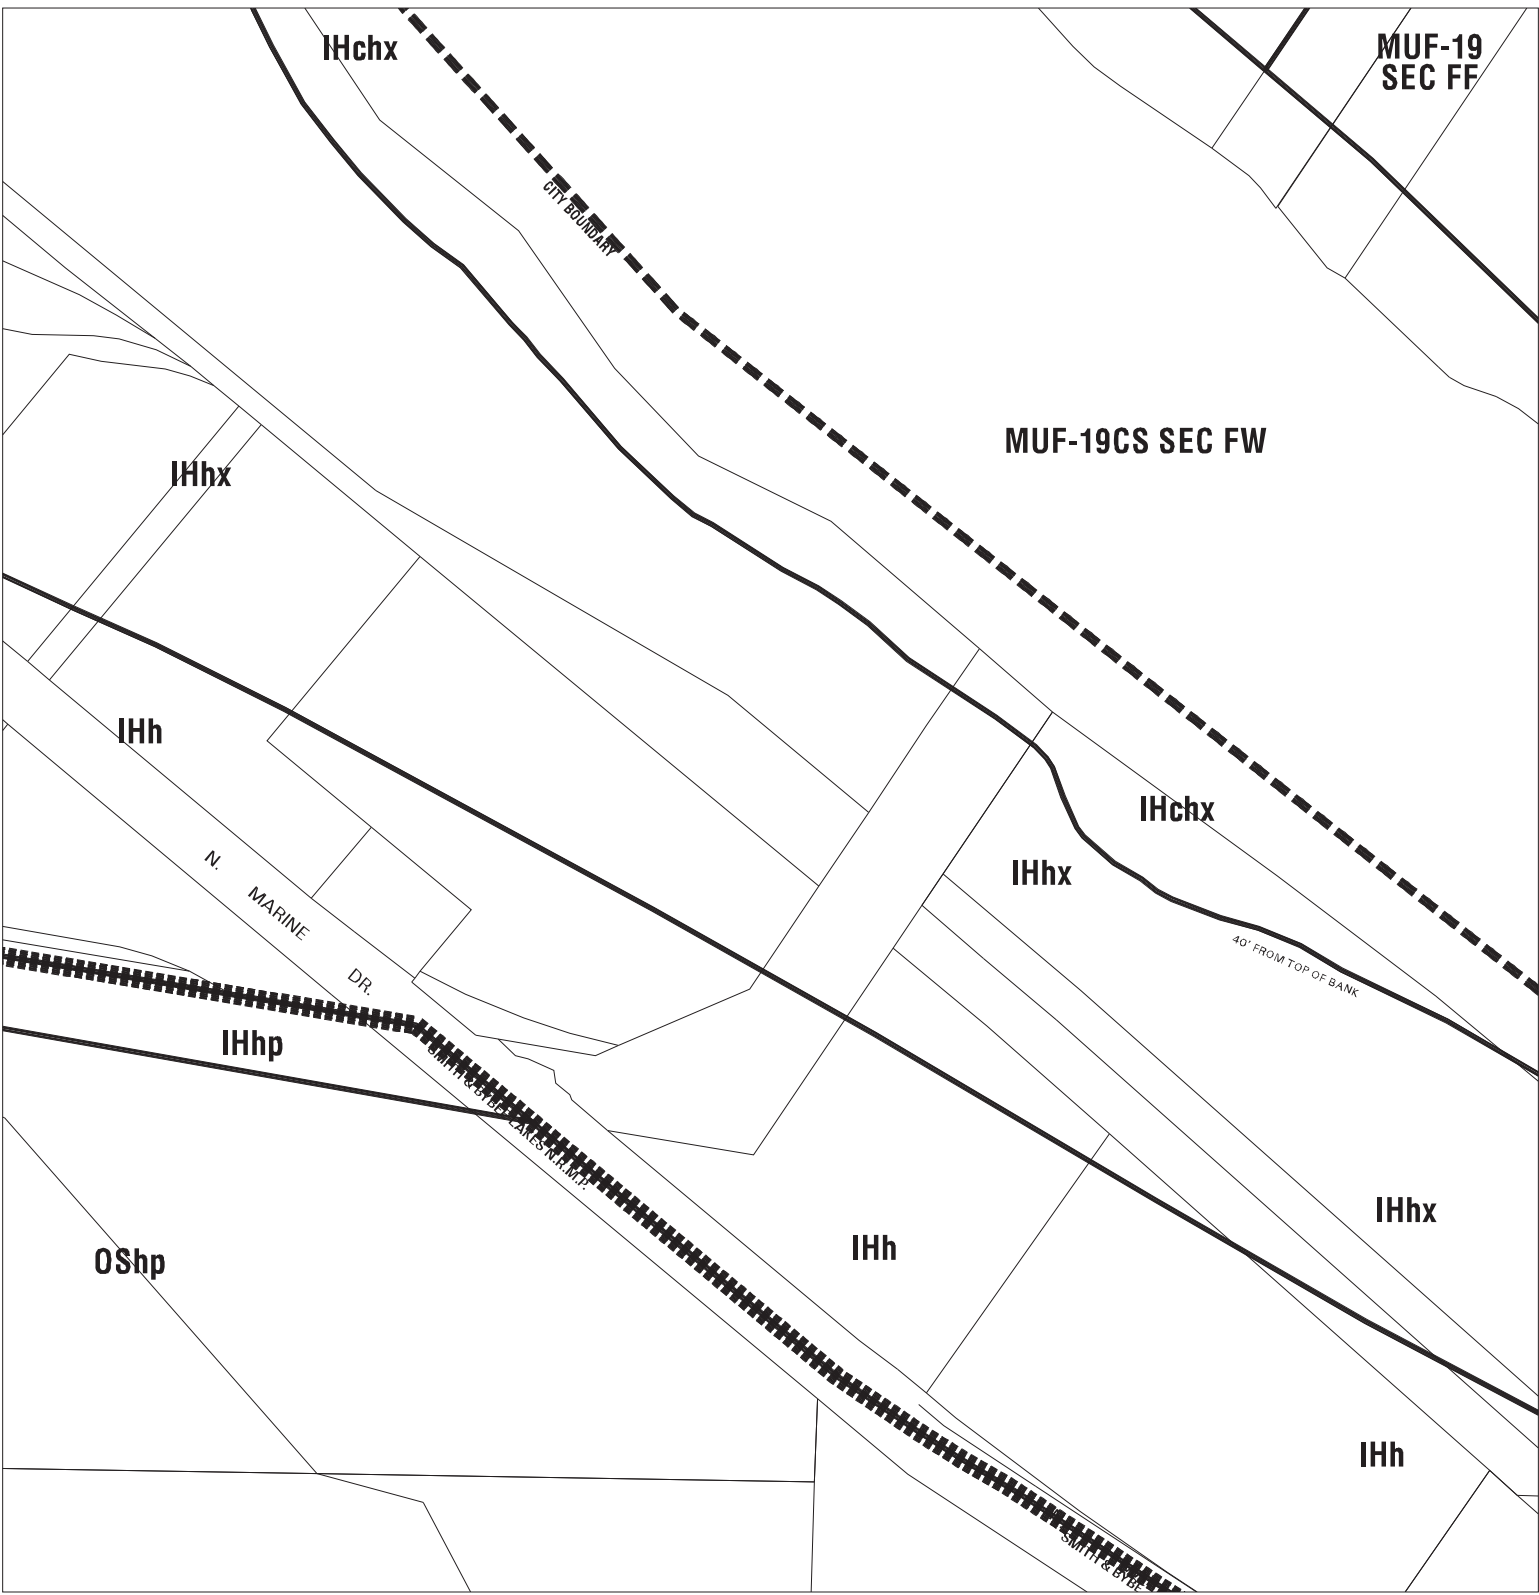 IHchx
MUF-19
SEC FF
CITY BOUNDARY
MUF-19CS SEC FW
IHhx
IHh
IHchx
IHhx
N. MARINE DR.
40' FROM TOP OF BANK
IHhp
SMITH & BYBEE LAKES N.R.M.P.
IHhx
IHh
OShp
IHh
SMITH & BYBE